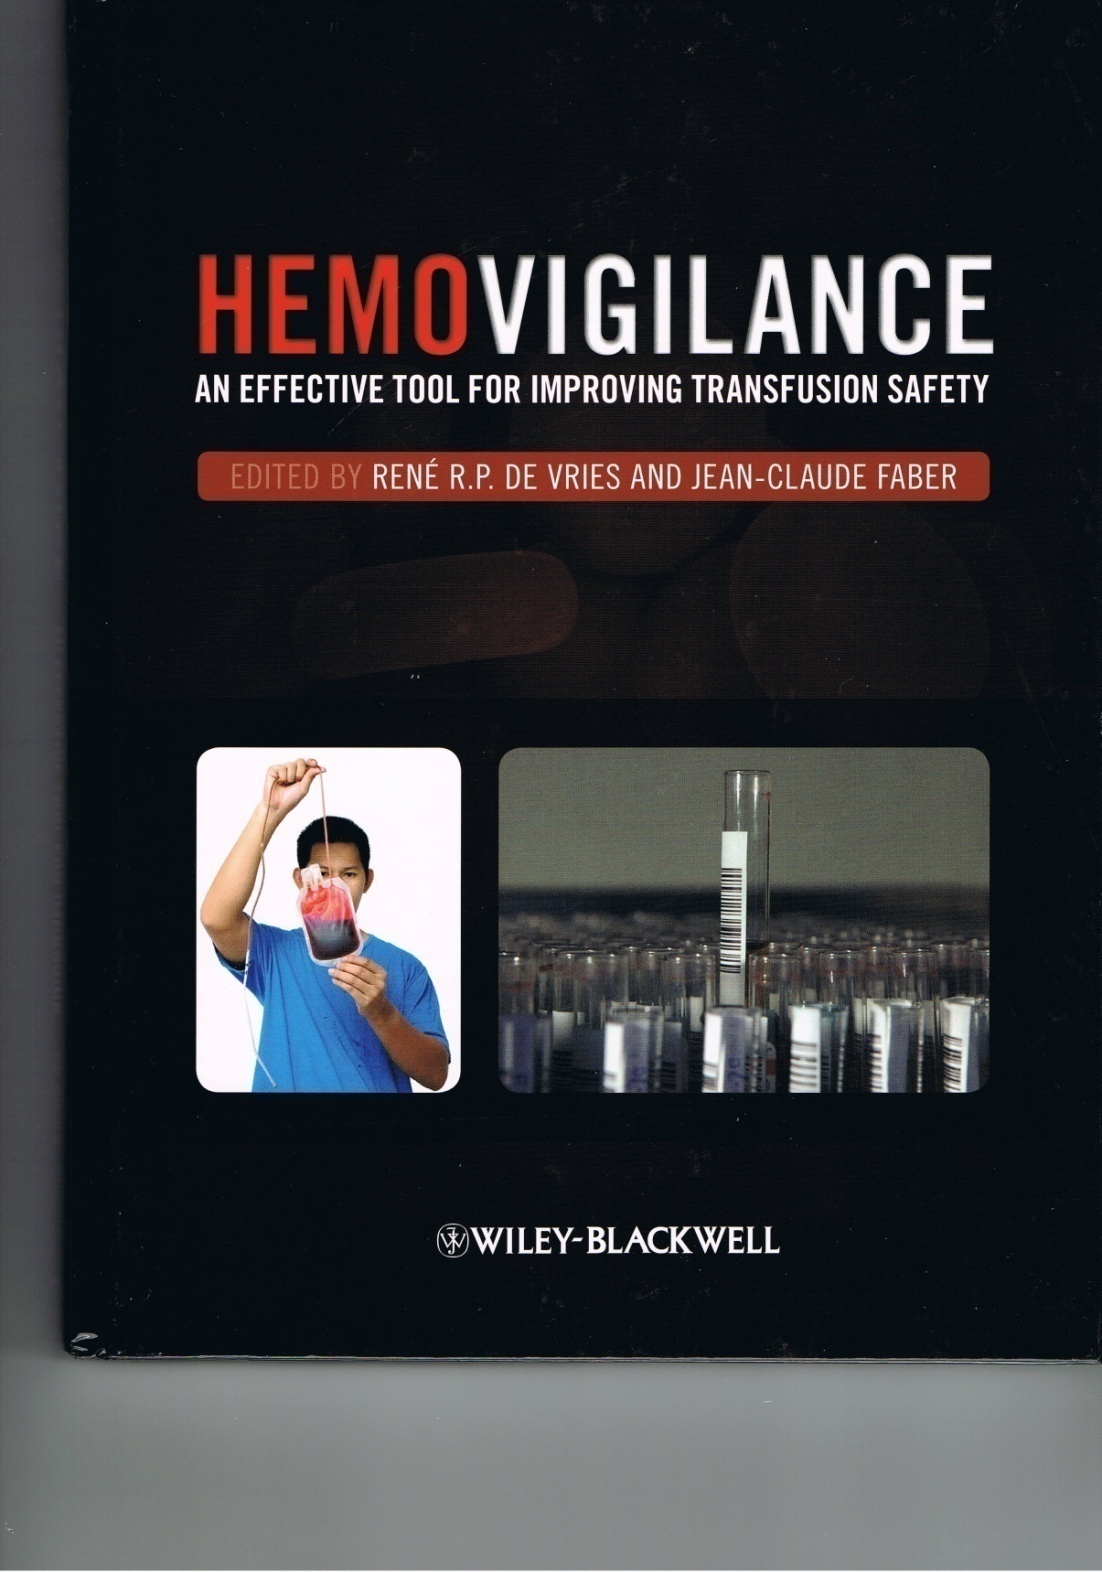 HEMOVIGILANCE
AN EFFECTIVE TOOL FOR IMPROVING TRANSFUSION SAFETY
EDITED BY RENÉ R.P. DE VRIES AND JEAN-CLAUDE FABER
WILEY-BLACKWELL